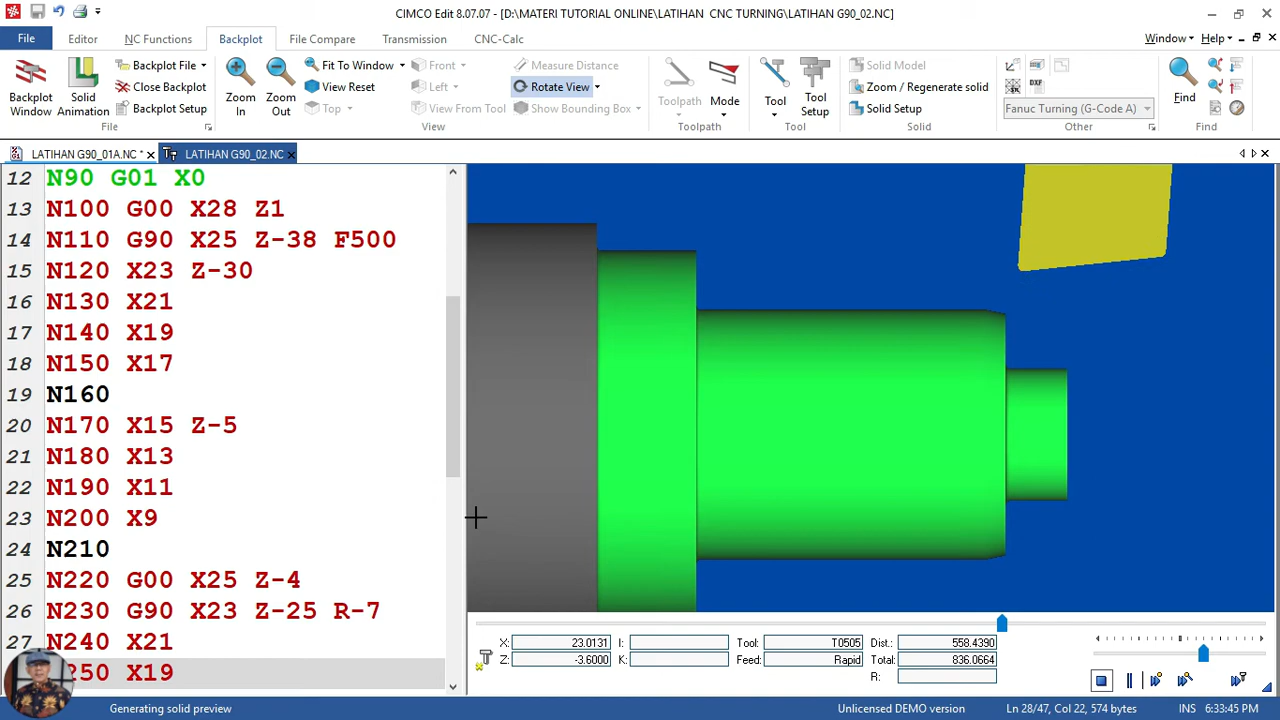 CIMCO Edit 8.07.07 - [D:\MATERI TUTORIAL ONLINE\LATIHAN CNC TURNING\LATIHAN G90_02.NC]
File Editor NC Functions Backplot File Compare Transmission CNC-Calc Window Help
Backplot Window
Solid Animation
Backplot File
Close Backplot
Backplot Setup
File
Zoom In
Zoom Out
Fit To Window
View Reset
Top
Front
Left
View From Tool
Measure Distance
Rotate View
Show Bounding Box
View
Toolpath
Mode
Toolpath
Tool
Tool Setup
Tool
Solid Model
Zoom / Regenerate solid
Solid Setup
Solid
DXF
Fanuc Turning (G-Code A)
Other
Find
Find
LATIHAN G90_01A.NC *
LATIHAN G90_02.NC
12 N90 G01 X0
13 N100 G00 X28 Z1
14 N110 G90 X25 Z-38 F500
15 N120 X23 Z-30
16 N130 X21
17 N140 X19
18 N150 X17
19 N160
20 N170 X15 Z-5
21 N180 X13
22 N190 X11
23 N200 X9
24 N210
25 N220 G00 X25 Z-4
26 N230 G90 X23 Z-25 R-7
27 N240 X21
250 X19
X: 23.0131 I: Tool: T0505 Dist.: 558.4390
Z: -3.6000 K: Feed: Rapid Total: 836.0664
R:
Generating solid preview
Unlicensed DEMO version
Ln 28/47, Col 22, 574 bytes
INS
6:33:45 PM